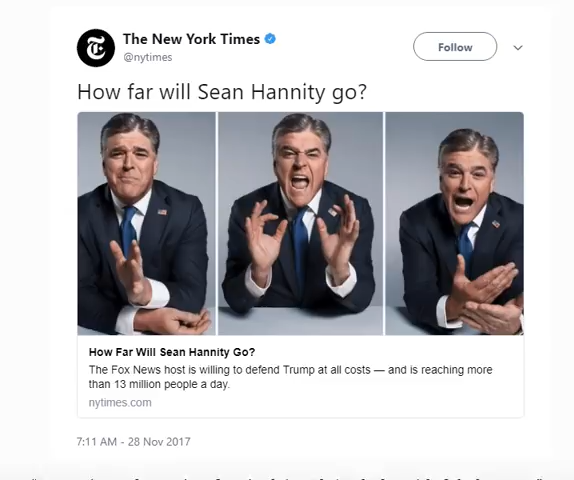 The New York Times
@nytimes
Follow
How far will Sean Hannity go?
How Far Will Sean Hannity Go?
The Fox News host is willing to defend Trump at all costs — and is reaching more
than 13 million people a day.
nytimes.com
7:11 AM - 28 Nov 2017